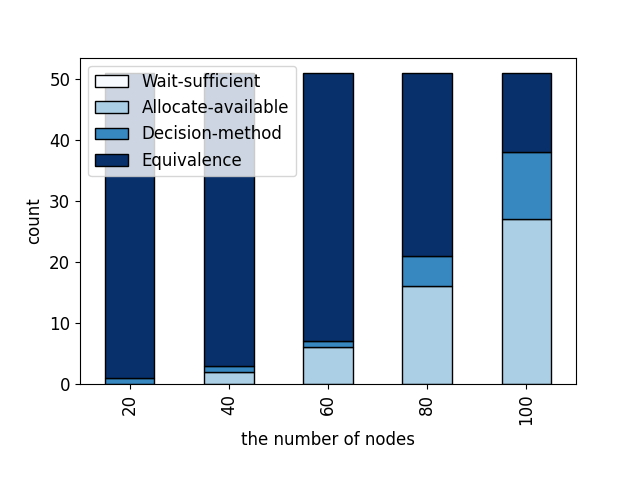 50
40
30
20
10
0
count
Wait-sufficient
Allocate-available
Decision-method
Equivalence
20
40
60
80
100
the number of nodes